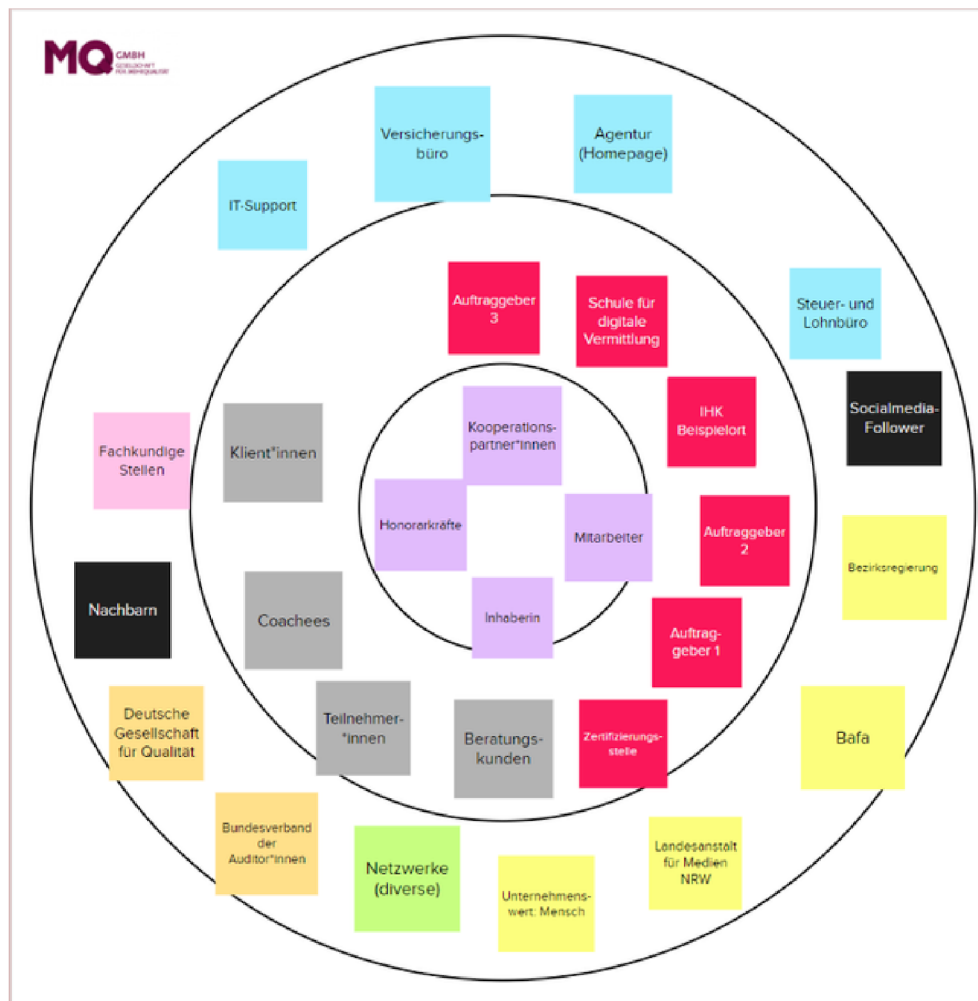 MQ GMBH
GESELLSCHAFT
FÜR MEHRQUALITÄT
Versicherungs-
büro
Agentur
(Homepage)
IT-Support
Auftraggeber
3
Schule für
digitale
Vermittlung
Steuer- und
Lohnbüro
Kooperations-
partner*innen
IHK
Beispielort
Socialmedia-
Follower
Fachkundige
Stellen
Klient*innen
Honorarkräfte
Mitarbeiter
Auftraggeber
2
Bezirksregierung
Nachbarn
Coachees
Inhaberin
Auftrag-
geber 1
Deutsche
Gesellschaft
für Qualität
Teilnehmer-
*innen
Beratungs-
kunden
Zertifizierungs-
stelle
Bafa
Bundesverband
der
Auditor*innen
Netzwerke
(diverse)
Unternehmens-
wert: Mensch
Landesanstalt
für Medien
NRW